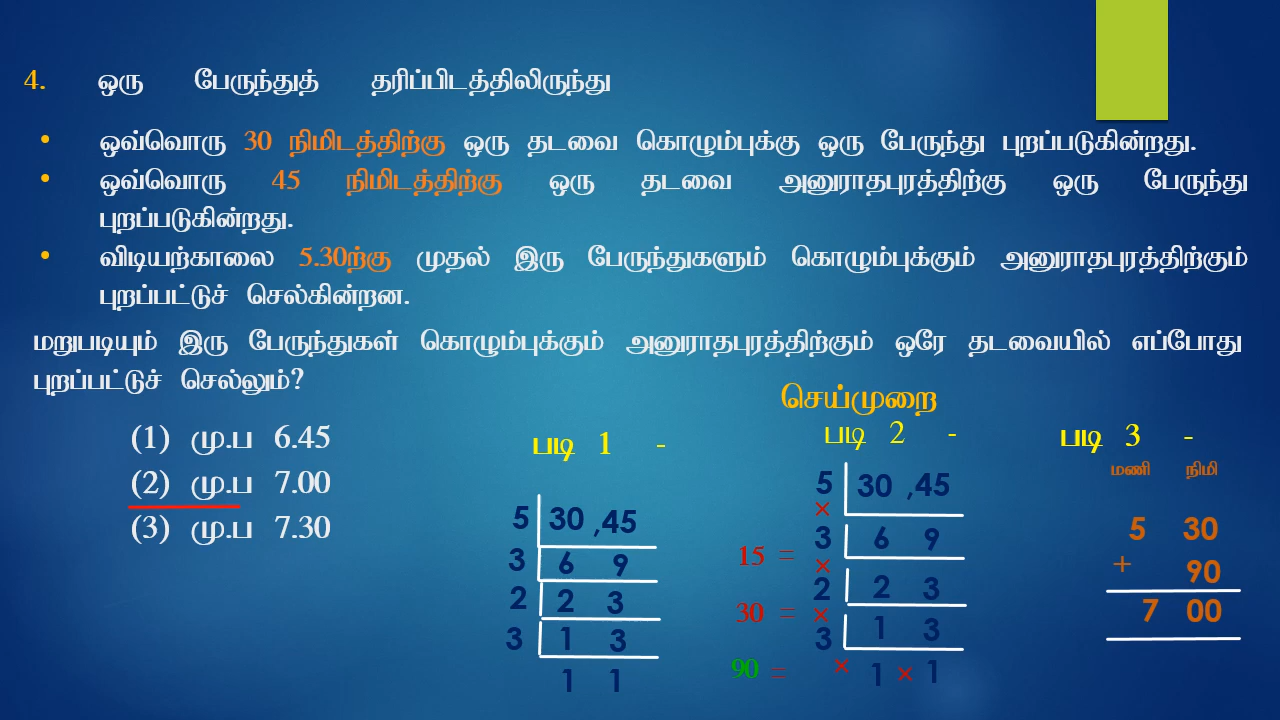 4. ஒரு பேருந்துத் தரிப்பிடத்திலிருந்து
• ஒவ்வொரு 30 நிமிடத்திற்கு ஒரு தடவை கொழும்புக்கு ஒரு பேருந்து புறப்படுகின்றது.
• ஒவ்வொரு 45 நிமிடத்திற்கு ஒரு தடவை அனுராதபுரத்திற்கு ஒரு பேருந்து
புறப்படுகின்றது.
• விடியற்காலை 5.30ற்கு முதல் இரு பேருந்துகளும் கொழும்புக்கும் அனுராதபுரத்திற்கும்
புறப்பட்டுச் செல்கின்றன.
மறுபடியும் இரு பேருந்துகள் கொழும்புக்கும் அனுராதபுரத்திற்கும் ஒரே தடவையில் எப்போது
புறப்பட்டுச் செல்லும்?
(1) மு.ப 6.45
(2) மு.ப 7.00
(3) மு.ப 7.30
செய்முறை
படி 1 -
5 30 ,45
3 6 9
2 2 3
3 1 3
1 1
படி 2 -
5 30 ,45
×
3 6 9
15 = ×
2 2 3
30 = ×
3 1 3
90 = × 1 × 1
படி 3 -
மணி நிமி
5 30
+ 90
7 00